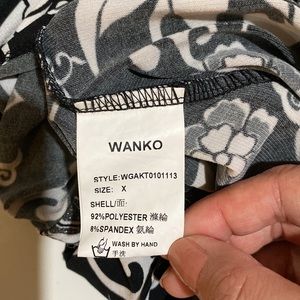 WANKO
STYLE:WGAKT0101113
SIZE: X
SHELL/面:
92%POLYESTER 滌綸
8%SPANDEX 氨綸
WASH BY HAND
手洗